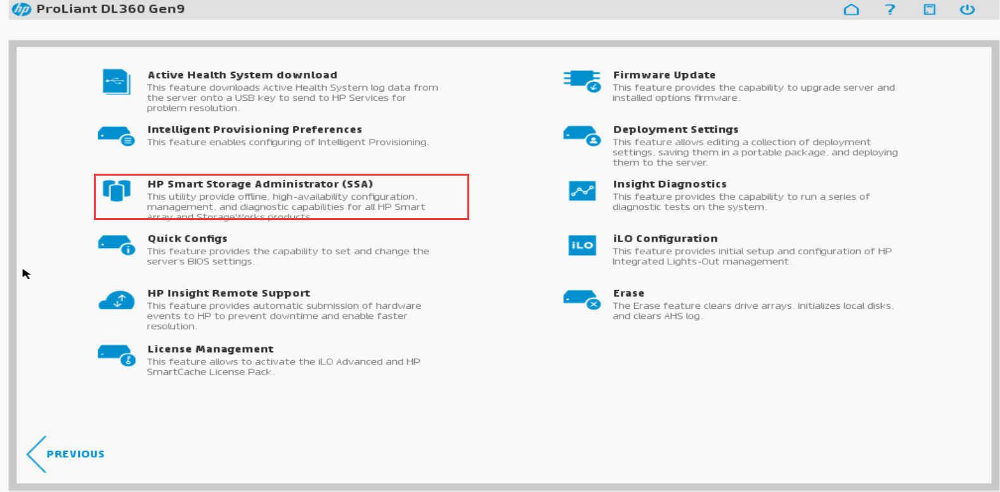 hp ProLiant DL360 Gen9
Active Health System download
This feature downloads Active Health System log data from
the server onto a USB key to send to HP Services for
problem resolution.
Intelligent Provisioning Preferences
This feature enables configuring of Intelligent Provisioning.
HP Smart Storage Administrator (SSA)
This utility provide offline, high-availability configuration,
management, and diagnostic capabilities for all HP Smart
Array and StorageWorks products.
Quick Configs
This feature provides the capability to set and change the
server's BIOS settings.
HP Insight Remote Support
This feature provides automatic submission of hardware
events to HP to prevent downtime and enable faster
resolution.
License Management
This feature allows to activate the iLO Advanced and HP
SmartCache License Pack.
Firmware Update
This feature provides the capability to upgrade server and
installed options firmware.
Deployment Settings
This feature allows editing a collection of deployment
settings, saving them in a portable package, and deploying
them to the server.
Insight Diagnostics
This feature provides the capability to run a series of
diagnostic tests on the system.
iLO
iLO Configuration
This feature provides initial setup and configuration of HP
Integrated Lights-Out management.
Erase
The Erase feature clears drive arrays, initializes local disks,
and clears AHS log.
PREVIOUS